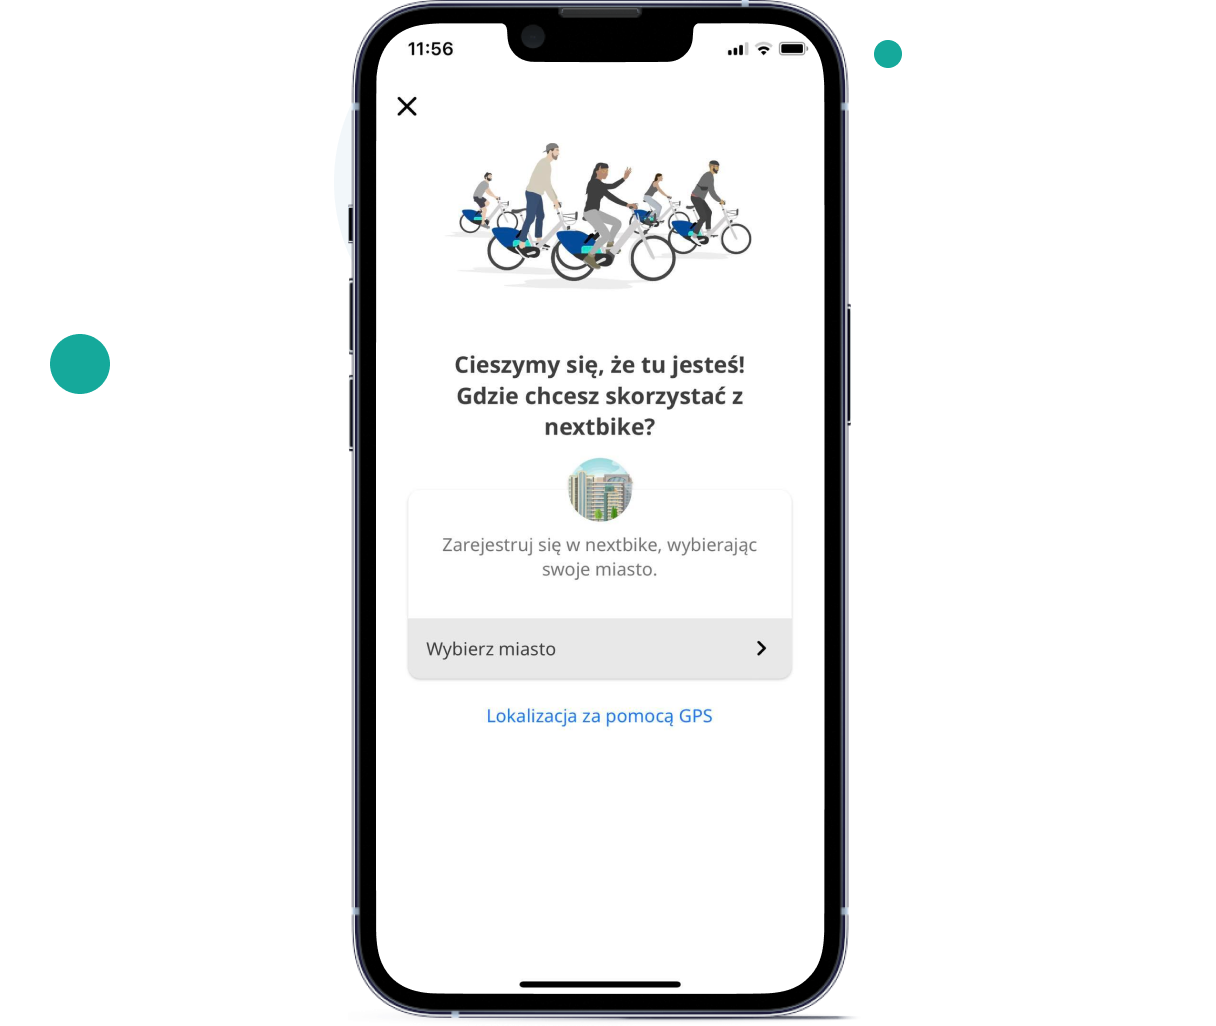 11:56
Cieszymy się, że tu jesteś!
Gdzie chcesz skorzystać z
nextbike?
Zarejestruj się w nextbike, wybierając
swoje miasto.
Wybierz miasto
Lokalizacja za pomocą GPS